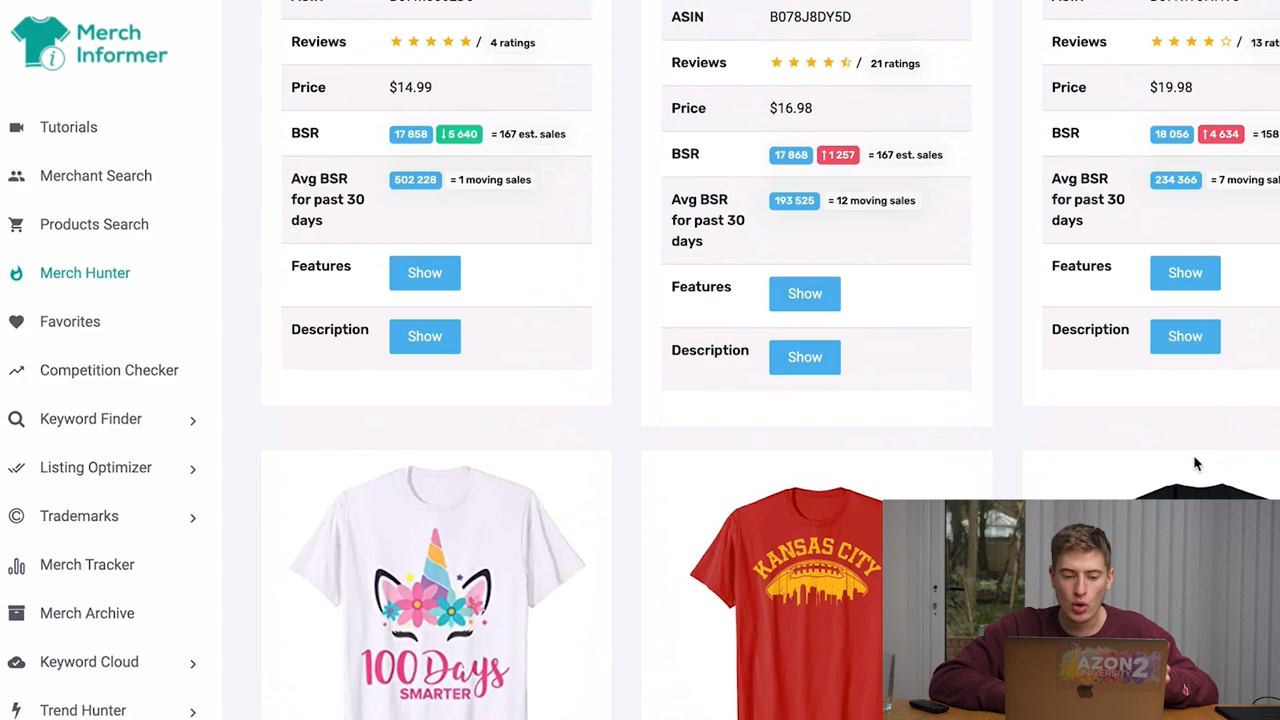 Merch
Informer
Tutorials
Merchant Search
Products Search
Merch Hunter
Favorites
Competition Checker
Keyword Finder
Listing Optimizer
Trademarks
Merch Tracker
Merch Archive
Keyword Cloud
Trend Hunter
Reviews / 4 ratings
Price $14.99
BSR 17 858 ↓5 640 = 167 est. sales
Avg BSR
for past 30
days
502 228 = 1 moving sales
Features Show
Description Show
ASIN B078J8DY5D
Reviews / 21 ratings
Price $16.98
BSR 17 868 ↑1 257 = 167 est. sales
Avg BSR
for past 30
days
193 525 = 12 moving sales
Features Show
Description Show
Reviews / 13 rat
Price $19.98
BSR 18 056 ↑4 634 = 158
Avg BSR
for past 30
days
234 366 = 7 moving sal
Features Show
Description Show
100 Days
SMARTER
KANSAS CITY
AZON
UNIVERSITY 2